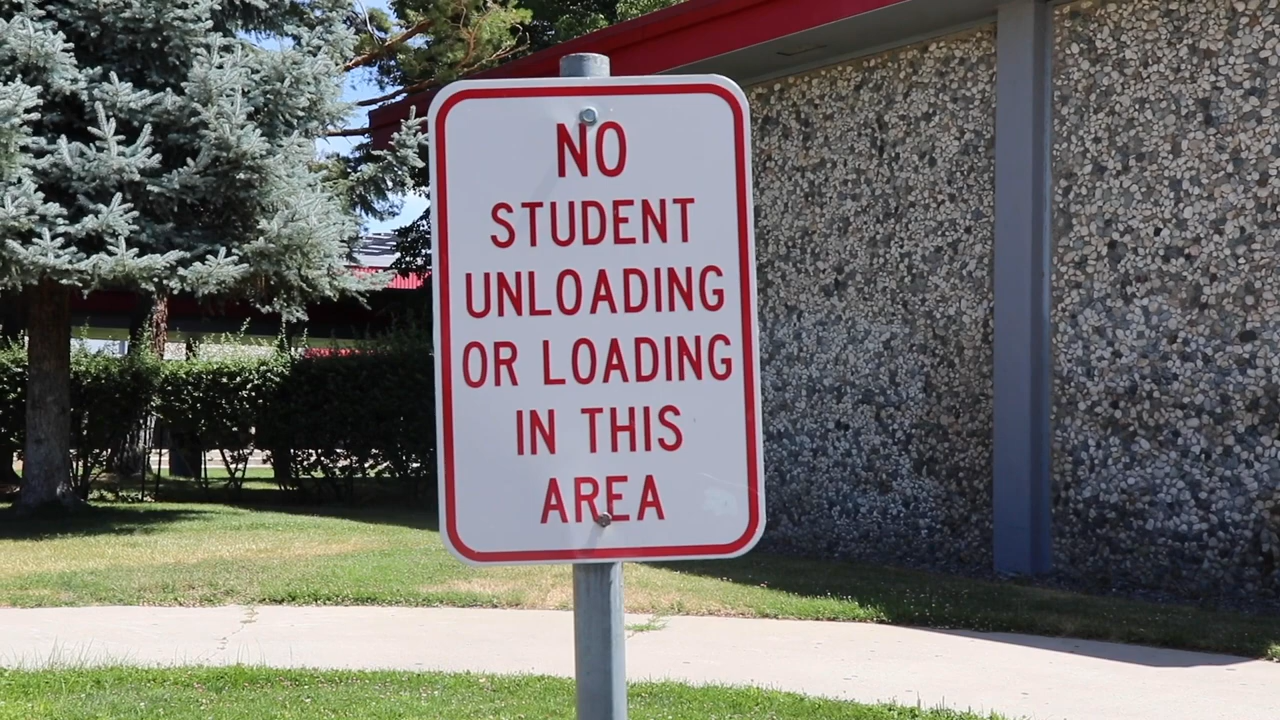 NO
STUDENT
UNLOADING
OR LOADING
IN THIS
AREA